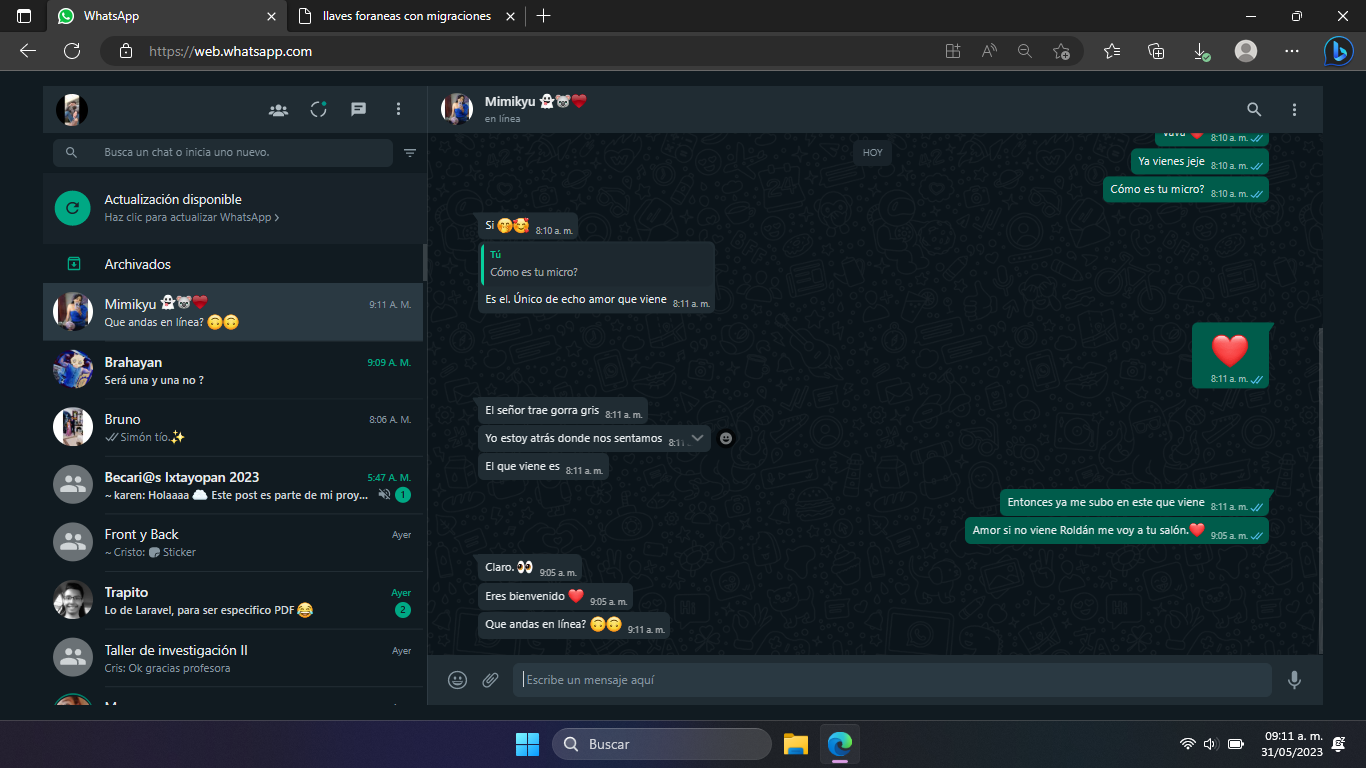 WhatsApp
llaves foraneas con migraciones
https://web.whatsapp.com
Busca un chat o inicia uno nuevo.
Actualización disponible
Haz clic para actualizar WhatsApp
Archivados
Mimikyu 👻🐭♥️
9:11 A. M.
Que andas en línea? 🙃🙃
Brahayan
9:09 A. M.
Será una y una no ?
Bruno
8:06 A. M.
Simón tío.✨
Becari@s Ixtayopan 2023
5:47 A. M.
~ karen: Holaaaa ☁️ Este post es parte de mi proy...
1
Front y Back
Ayer
~ Cristo: Sticker
Trapito
Ayer
Lo de Laravel, para ser especifico PDF 😂
2
Taller de investigación II
Ayer
Cris: Ok gracias profesora
Mimikyu 👻🐭♥️
en línea
HOY
8:10 a. m.
Ya vienes jeje 8:10 a. m.
Cómo es tu micro? 8:10 a. m.
Si 🤭🥰 8:10 a. m.
Tú
Cómo es tu micro?
Es el. Único de echo amor que viene 8:11 a. m.
❤️
8:11 a. m.
El señor trae gorra gris 8:11 a. m.
Yo estoy atrás donde nos sentamos
El que viene es 8:11 a. m.
Entonces ya me subo en este que viene 8:11 a. m.
Amor si no viene Roldán me voy a tu salón.❤️ 9:05 a. m.
Claro. 👀 9:05 a. m.
Eres bienvenido ❤️ 9:05 a. m.
Que andas en línea? 🙃🙃 9:11 a. m.
Escribe un mensaje aquí
Buscar
09:11 a. m.
31/05/2023